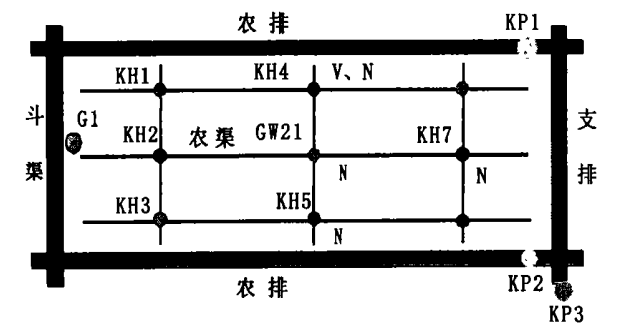 农排 KP1
KH1 KH4 V、N
斗渠 G1 支排
KH2 农渠 GW21 KH7
N N
KH3 KH5
N
农排 KP2
KP3